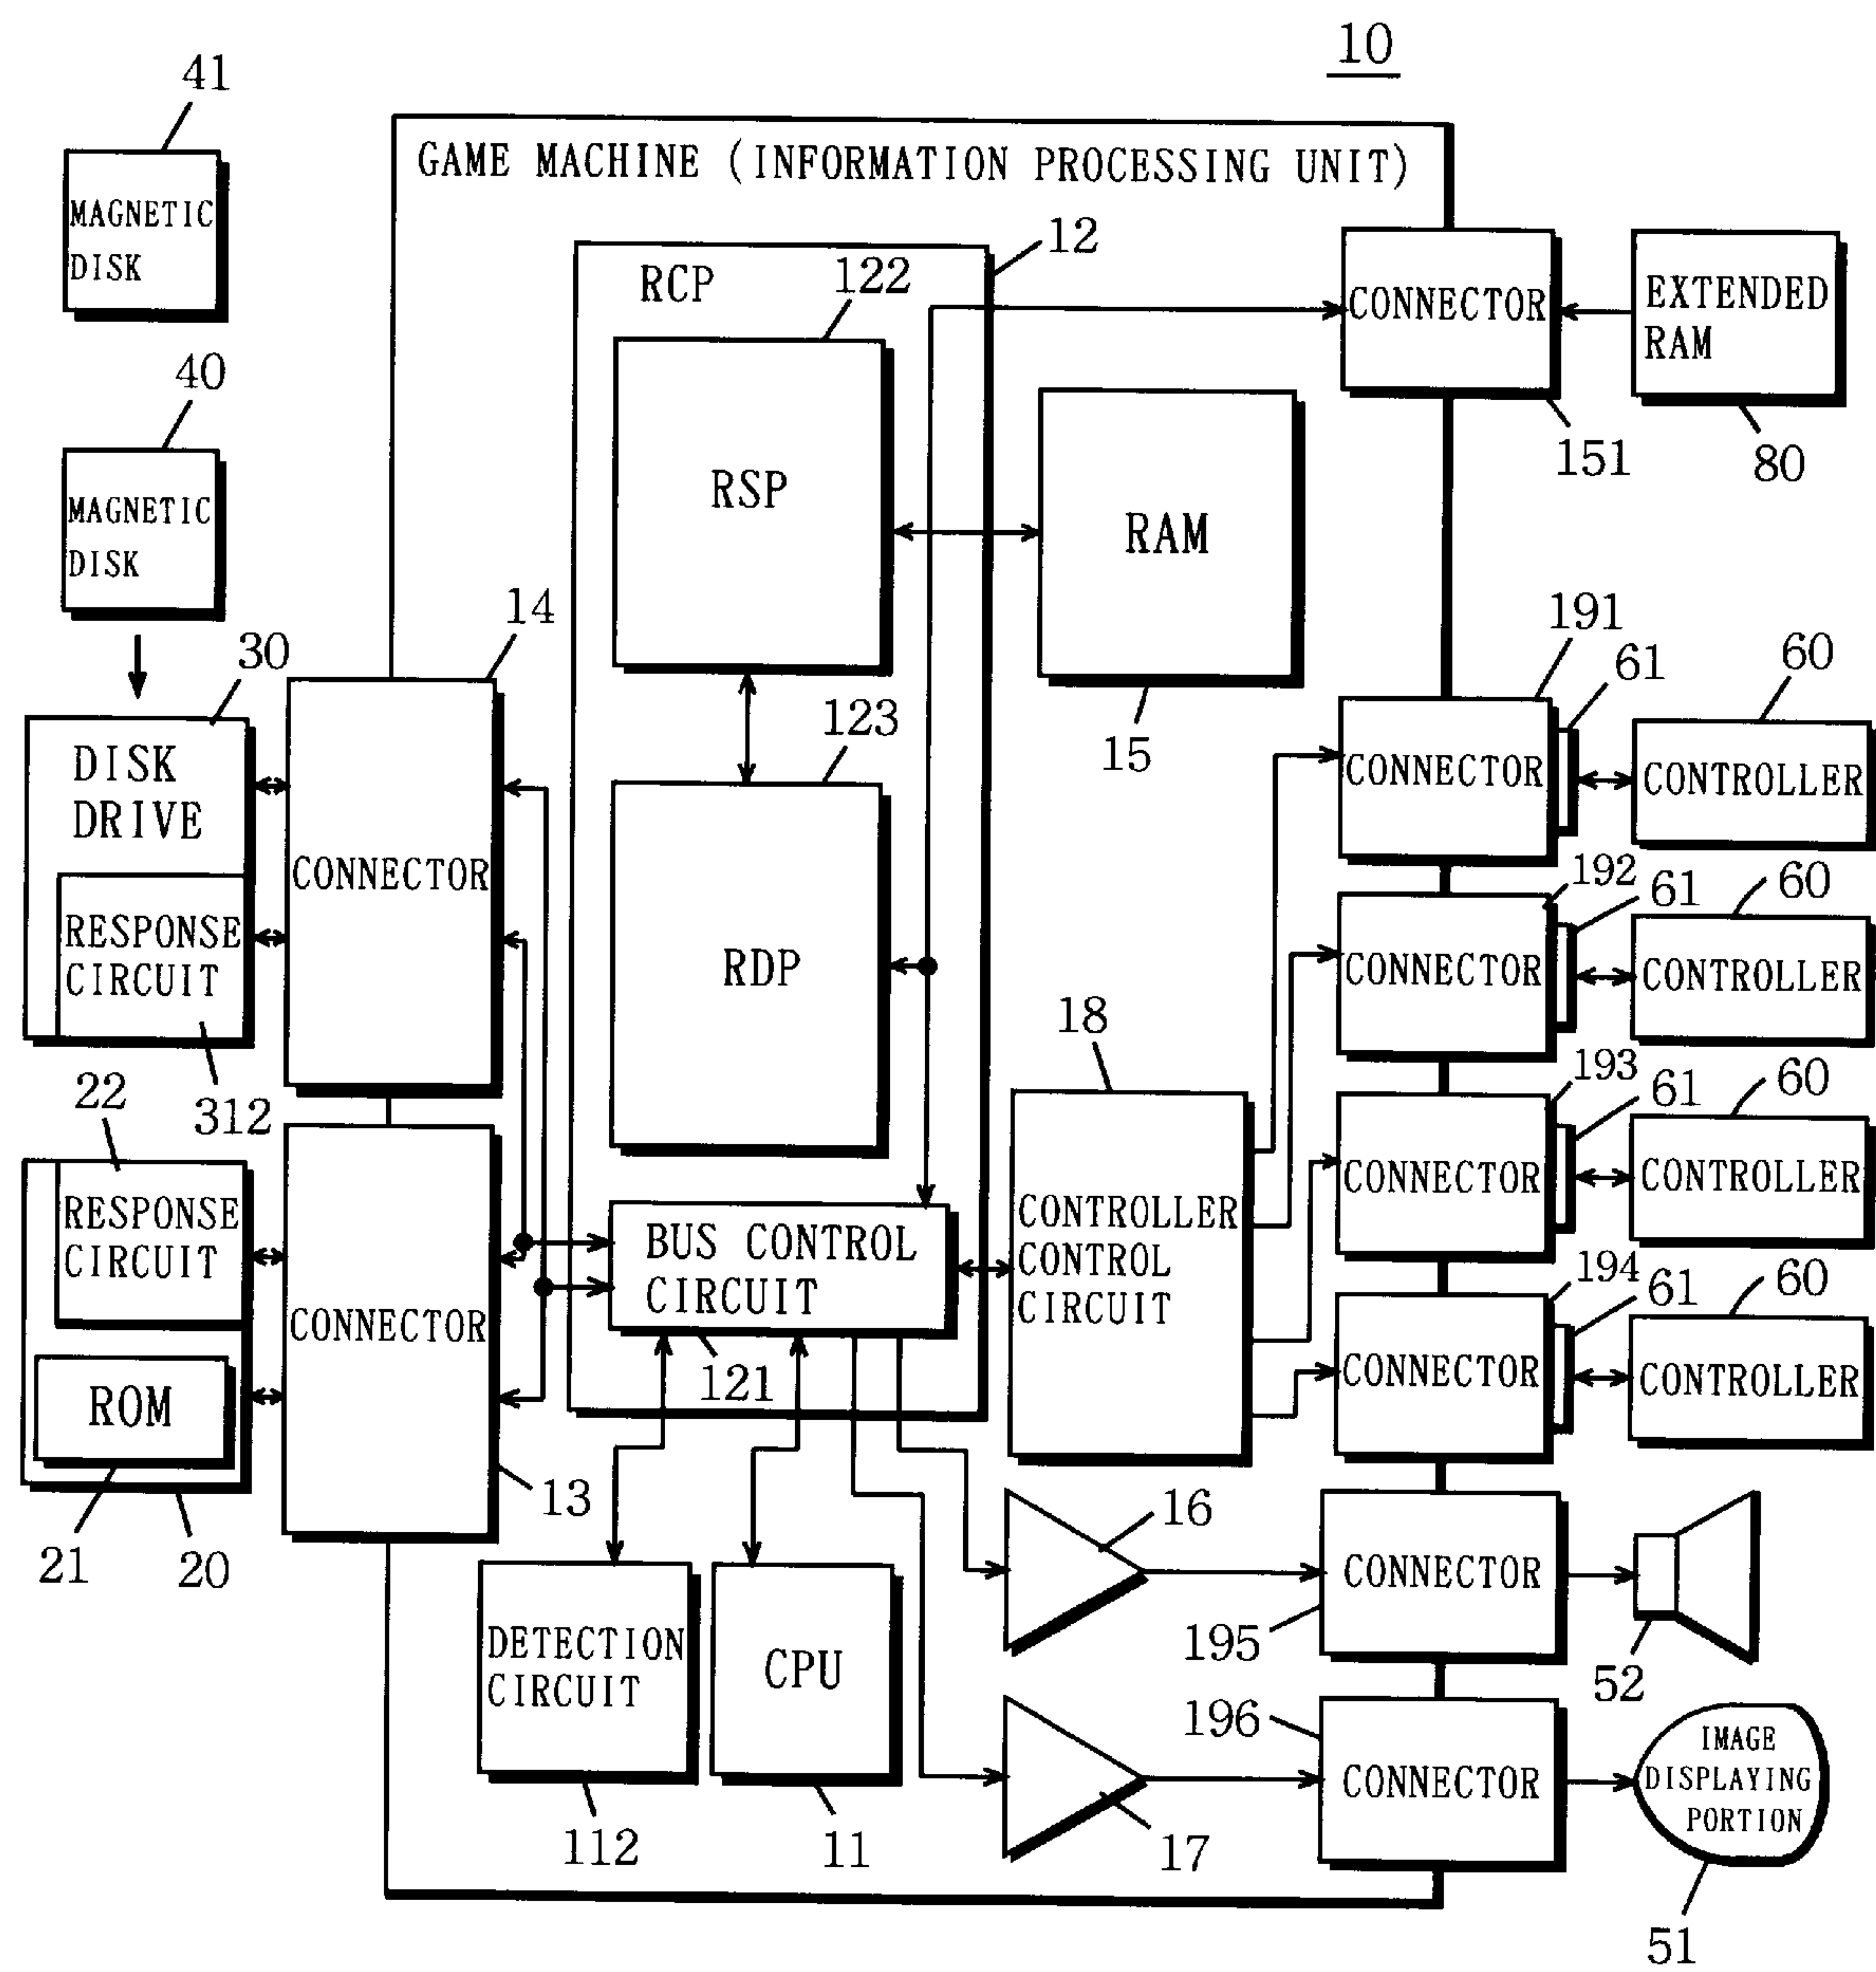 10
41
MAGNETIC
DISK
GAME MACHINE (INFORMATION PROCESSING UNIT)
12
RCP
122
RSP
CONNECTOR
151
EXTENDED
RAM
80
40
MAGNETIC
DISK
RAM
15
14
30
DISK
DRIVE
CONNECTOR
RESPONSE
CIRCUIT
312
123
RDP
191
61
60
CONNECTOR
CONTROLLER
192
61
60
CONNECTOR
CONTROLLER
18
193
61
60
CONNECTOR
CONTROLLER
22
RESPONSE
CIRCUIT
CONNECTOR
BUS CONTROL
CIRCUIT
121
CONTROLLER
CONTROL
CIRCUIT
194
61
60
CONNECTOR
CONTROLLER
ROM
21
20
13
16
CONNECTOR
195
52
DETECTION
CIRCUIT
112
CPU
11
17
196
CONNECTOR
IMAGE
DISPLAYING
PORTION
51